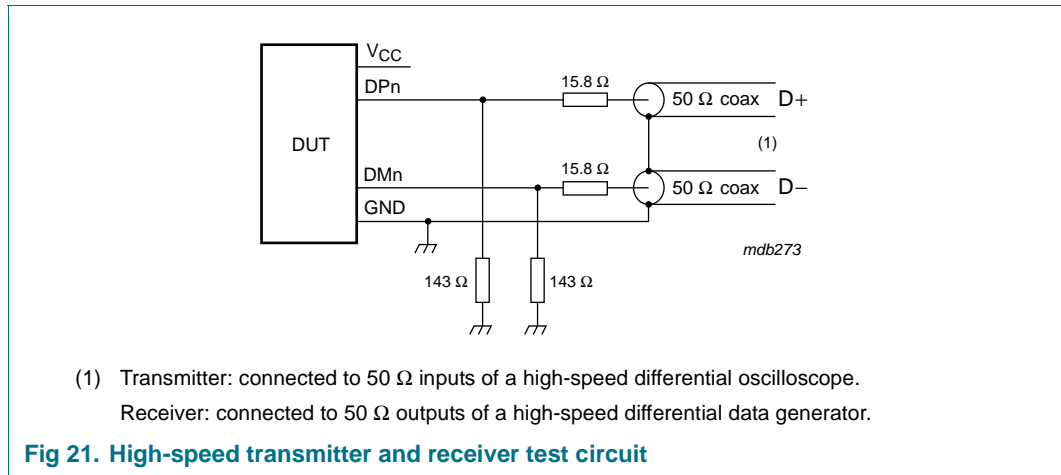 VCC
DPn
15.8 Ω
50 Ω coax
D+
DUT
(1)
DMn
15.8 Ω
50 Ω coax
D−
GND
mdb273
143 Ω
143 Ω
(1) Transmitter: connected to 50 Ω inputs of a high-speed differential oscilloscope.
Receiver: connected to 50 Ω outputs of a high-speed differential data generator.
Fig 21. High-speed transmitter and receiver test circuit